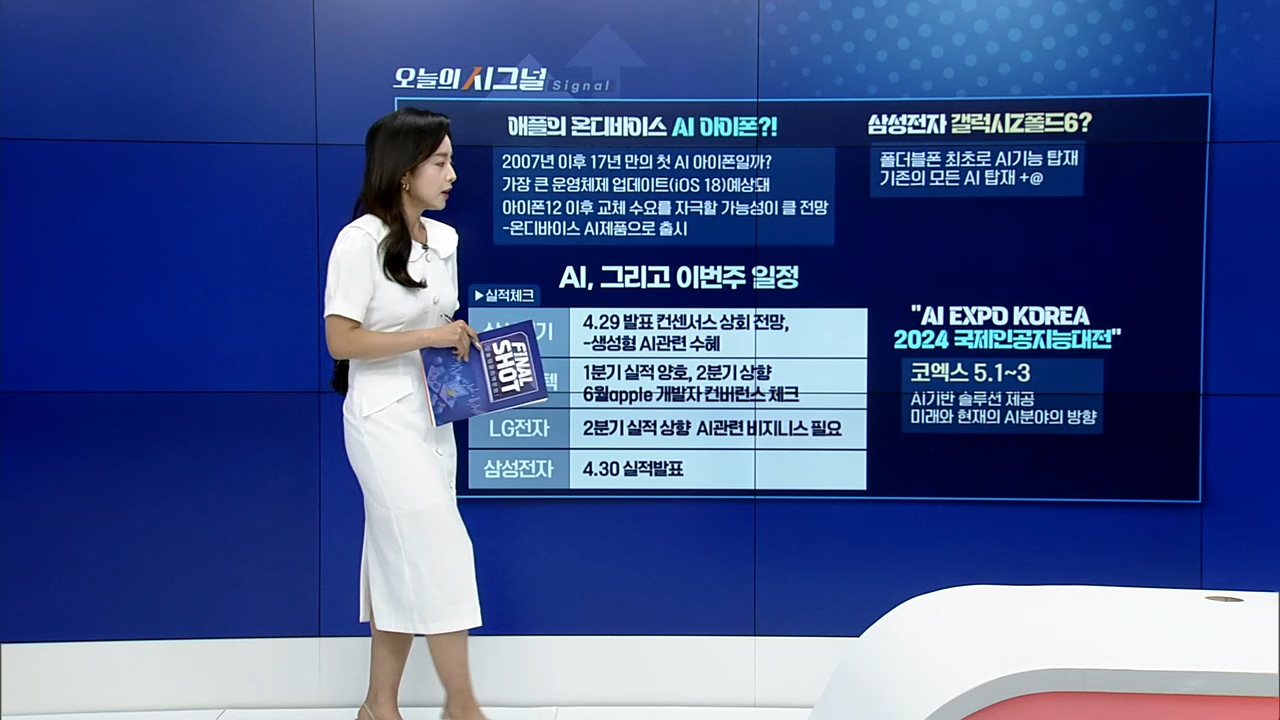 오늘의 시그널 Signal
애플의 온디바이스 AI 아이폰?!
2007년 이후 17년 만의 첫 AI 아이폰일까?
가장 큰 운영체제 업데이트(iOS 18)예상돼
아이폰12 이후 교체 수요를 자극할 가능성이 클 전망
-온디바이스 AI제품으로 출시
삼성전자 갤럭시Z폴드6?
폴더블폰 최초로 AI기능 탑재
기존의 모든 AI 탑재 +@
AI, 그리고 이번주 일정
▶실적체크
기
4.29 발표 컨센서스 상회 전망,
-생성형 AI관련 수혜
텍
1분기 실적 양호, 2분기 상향
6월apple 개발자 컨버런스 체크
LG전자
2분기 실적 상향 AI관련 비지니스 필요
삼성전자
4.30 실적발표
"AI EXPO KOREA
2024 국제인공지능대전"
코엑스 5.1~3
AI기반 솔루션 제공
미래와 현재의 AI분야의 방향
FINAL
SHOT